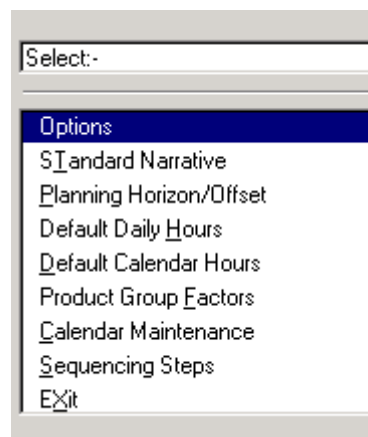 Select:-
Options
STandard Narrative
Planning Horizon/Offset
Default Daily Hours
Default Calendar Hours
Product Group Factors
Calendar Maintenance
Sequencing Steps
EXit